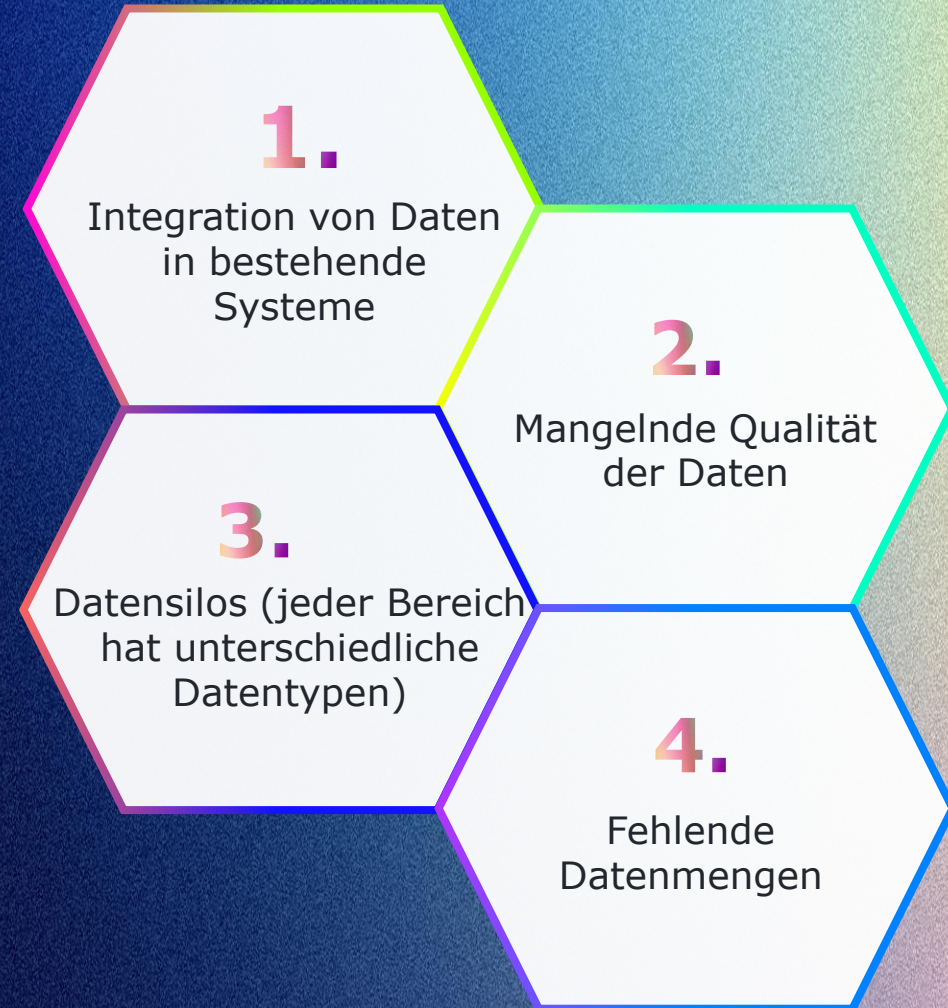 1.
Integration von Daten
in bestehende
Systeme
2.
Mangelnde Qualität
der Daten
3.
Datensilos (jeder Bereich
hat unterschiedliche
Datentypen)
4.
Fehlende
Datenmengen